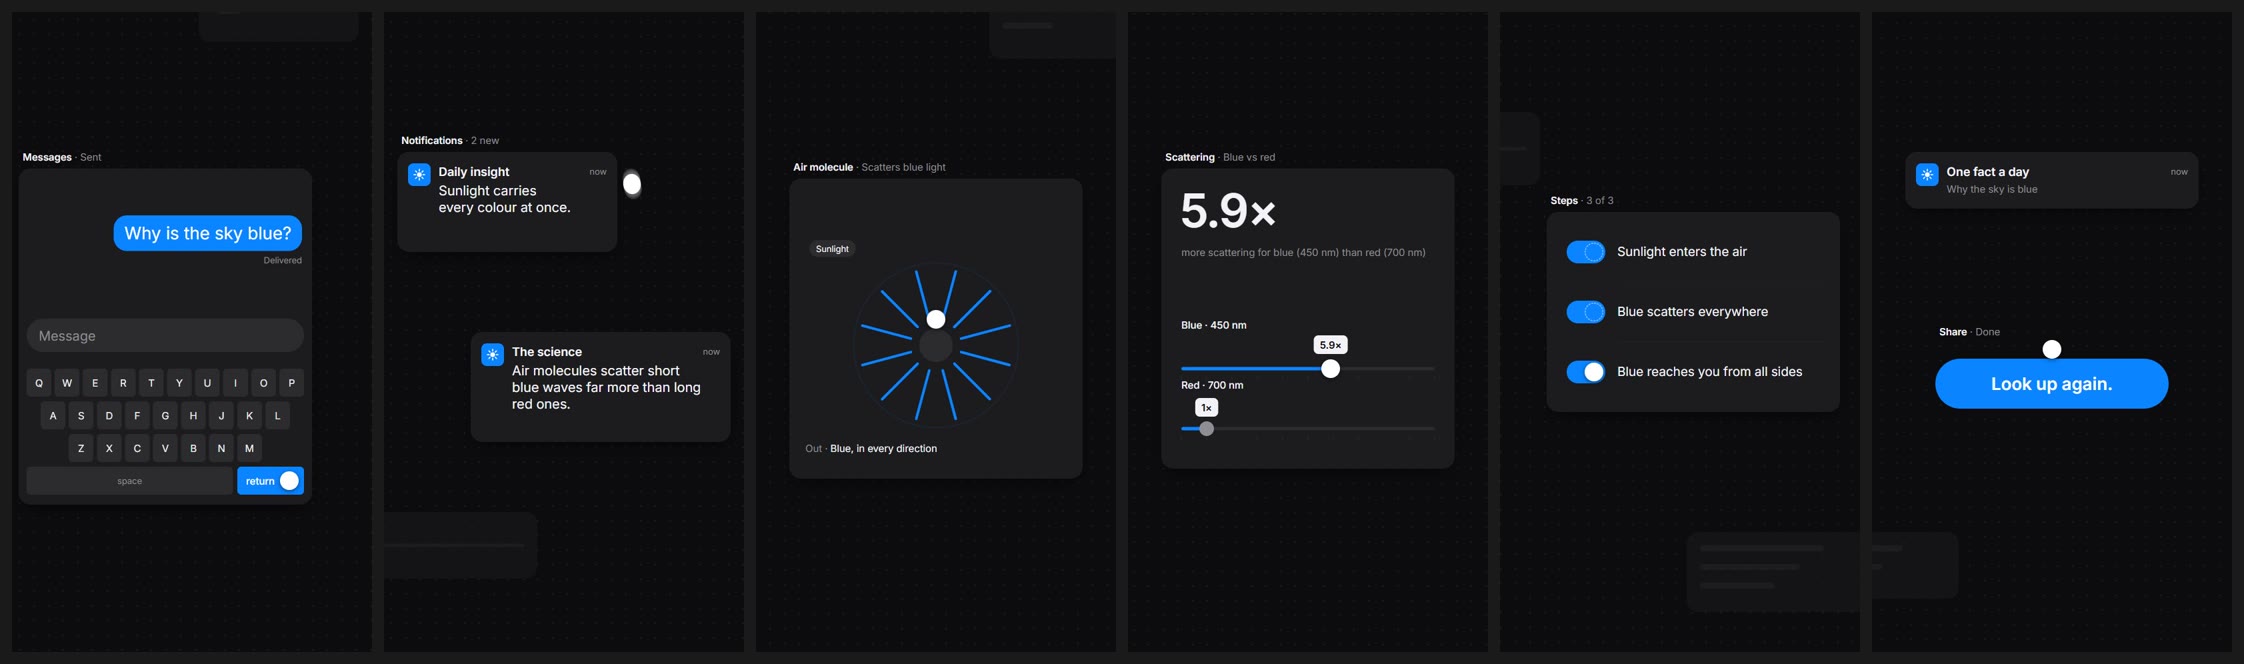 Messages · Sent
Why is the sky blue?
Delivered
Message
Q W E R T Y U I O P
A S D F G H J K L
Z X C V B N M
space return
Notifications · 2 new
Daily insight now
Sunlight carries
every colour at once.
The science now
Air molecules scatter short
blue waves far more than long
red ones.
Air molecule · Scatters blue light
Sunlight
Out · Blue, in every direction
Scattering · Blue vs red
5.9×
more scattering for blue (450 nm) than red (700 nm)
Blue · 450 nm
5.9×
Red · 700 nm
1×
Steps · 3 of 3
Sunlight enters the air
Blue scatters everywhere
Blue reaches you from all sides
One fact a day now
Why the sky is blue
Share · Done
Look up again.